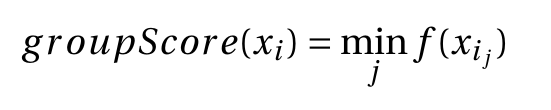 groupScore(x_i) = min_j f(x_{i_j})